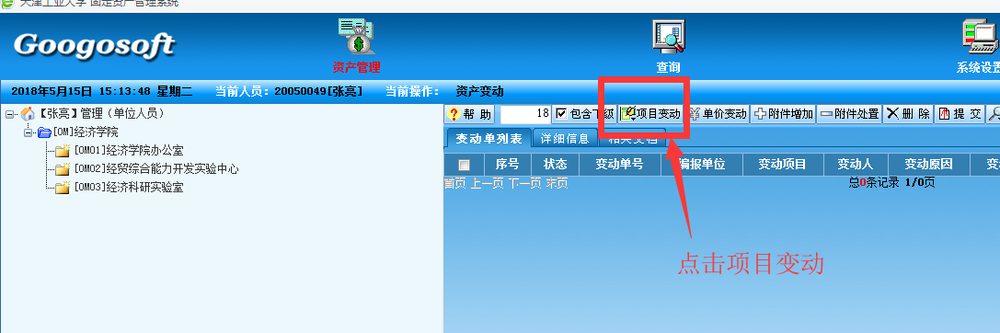 天津工业大学 固定资产管理系统
Googosoft
资产管理
查询
系统设置
2018年5月15日 15:13:48 星期二 当前人员：20050049[张亮] 当前操作： 资产变动
【张亮】管理（单位人员）
[OM]经济学院
[OM01]经济学院办公室
[OM02]经贸综合能力开发实验中心
[OM03]经济科研实验室
帮 助 18 包含下级 项目变动 单价变动 附件增加 附件处置 删 除 提 交
变动单列表 详细信息 相关文档
序号 状态 变动单号 编报单位 变动项目 变动人 变动原因
首页 上一页 下一页 末页 总0条记录 1/0页
点击项目变动